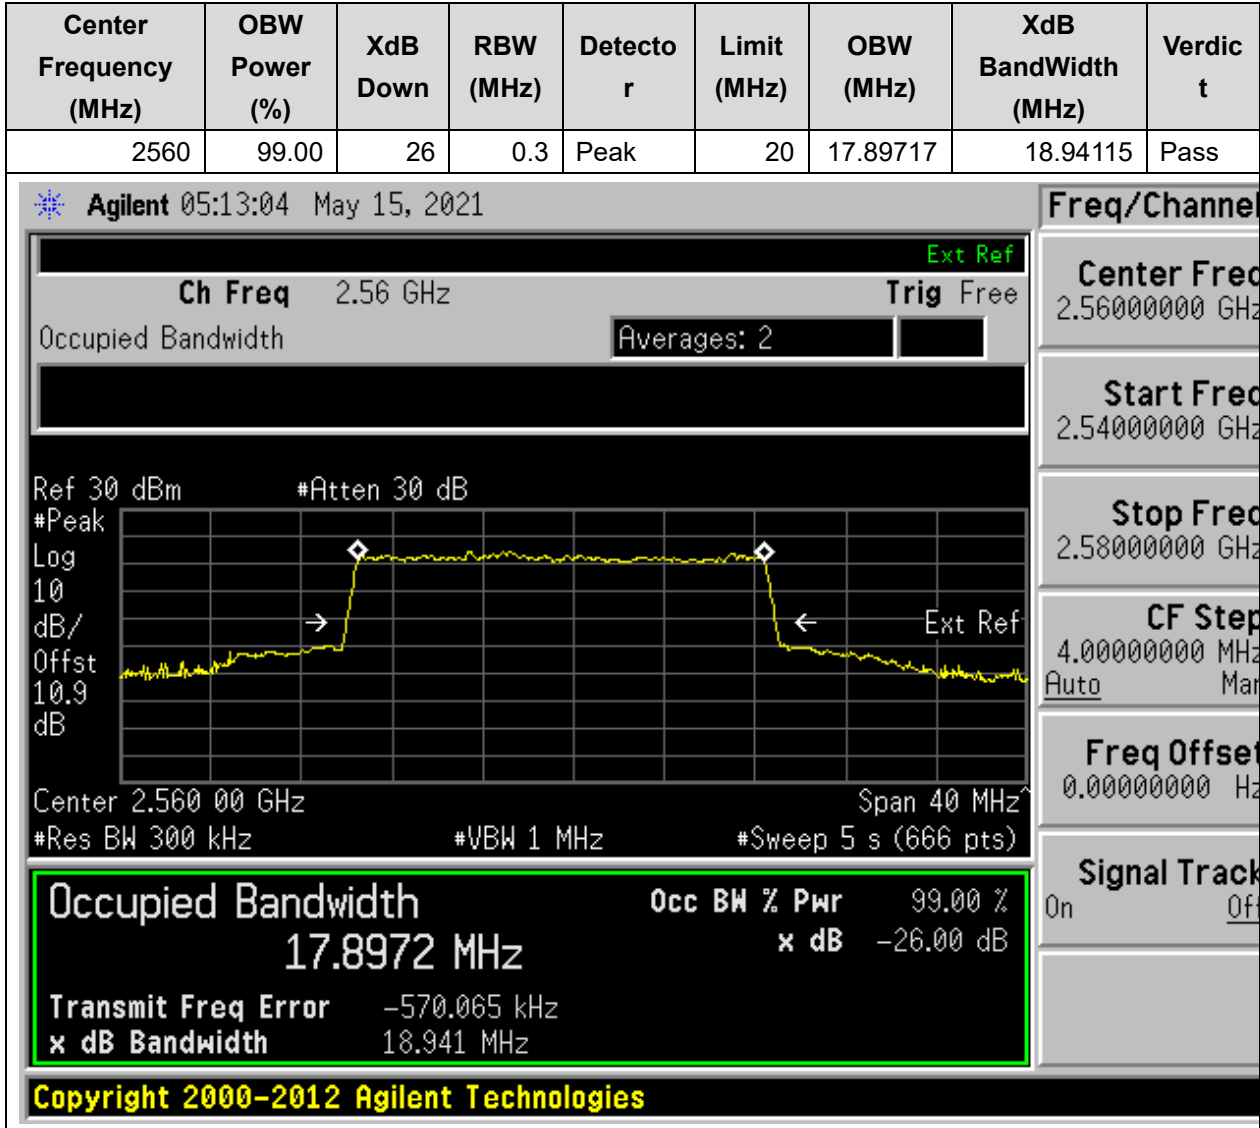 Center Frequency (MHz) OBW Power (%) XdB Down RBW (MHz) Detecto r Limit (MHz) OBW (MHz) XdB BandWidth (MHz) Verdic t
2560 99.00 26 0.3 Peak 20 17.89717 18.94115 Pass
Agilent 05:13:04 May 15, 2021
Freq/Channel
Ext Ref
Ch Freq 2.56 GHz Trig Free
Occupied Bandwidth Averages: 2
Center Freq
2.56000000 GHz
Start Freq
2.54000000 GHz
Stop Freq
2.58000000 GHz
CF Step
4.00000000 MHz
Auto Man
Freq Offset
0.00000000 Hz
Signal Track
On Off
Ref 30 dBm #Atten 30 dB
#Peak
Log
10
dB/
Offst
10.9
dB
Ext Ref
Center 2.560 00 GHz Span 40 MHz^
#Res BW 300 kHz #VBW 1 MHz #Sweep 5 s (666 pts)
Occupied Bandwidth Occ BW % Pwr 99.00 %
17.8972 MHz x dB -26.00 dB
Transmit Freq Error -570.065 kHz
x dB Bandwidth 18.941 MHz
Copyright 2000-2012 Agilent Technologies